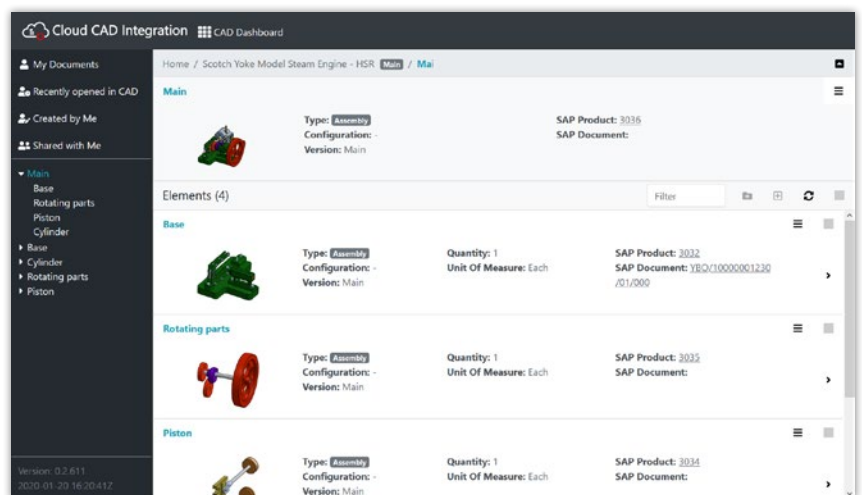 Cloud CAD Integration CAD Dashboard
My Documents
Recently opened in CAD
Created by Me
Shared with Me
Main
Base
Rotating parts
Piston
Cylinder
Base
Cylinder
Rotating parts
Piston
Version: 0.2.611
2020-01-20 16:20:41Z
Home / Scotch Yoke Model Steam Engine - HSR Main / Mai
Main
Type: Assembly
Configuration: -
Version: Main
SAP Product: 3036
SAP Document:
Elements (4)
Filter
Base
Type: Assembly
Configuration: -
Version: Main
Quantity: 1
Unit Of Measure: Each
SAP Product: 3032
SAP Document: YBO/10000001230
/01/000
Rotating parts
Type: Assembly
Configuration: -
Version: Main
Quantity: 1
Unit Of Measure: Each
SAP Product: 3035
SAP Document:
Piston
Type: Assembly
Configuration: -
Version: Main
Quantity: 1
Unit Of Measure: Each
SAP Product: 3034
SAP Document: